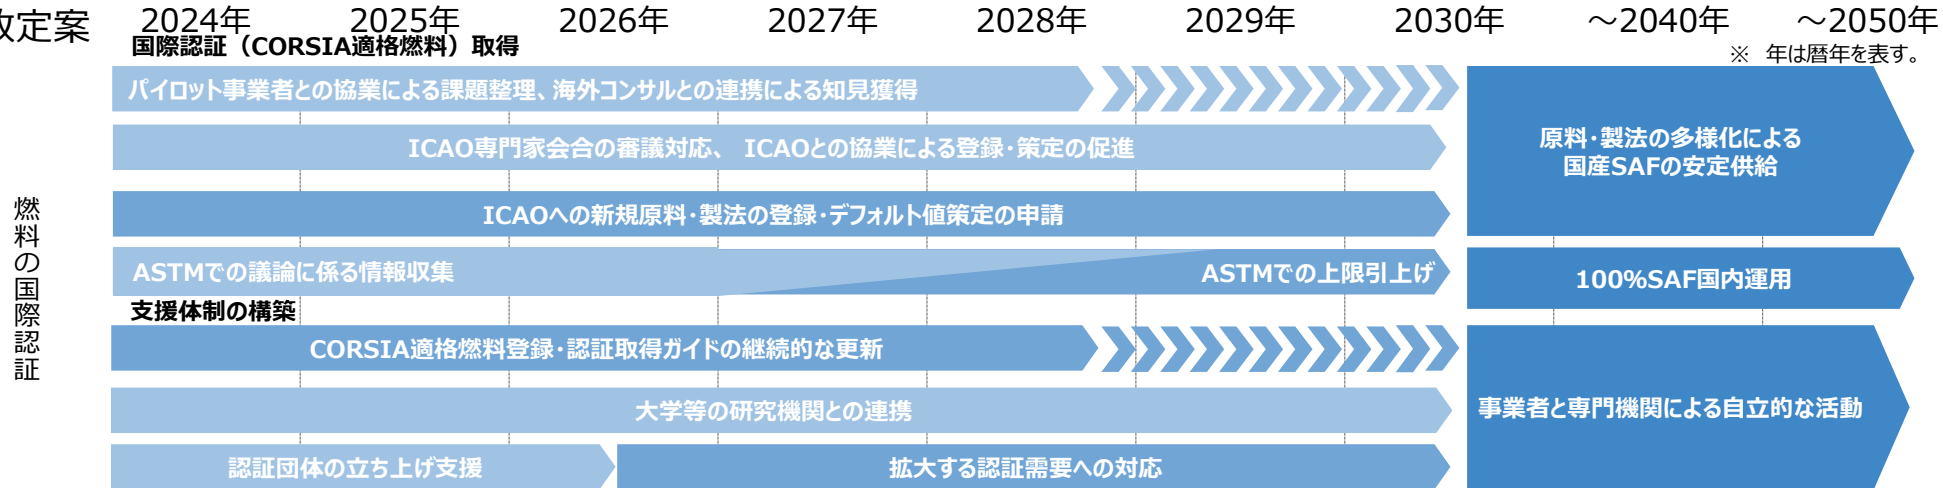 改定案
2024年 2025年 2026年 2027年 2028年 2029年 2030年 ～2040年 ～2050年
国際認証（CORSIA適格燃料）取得
※ 年は暦年を表す。
パイロット事業者との協業による課題整理、海外コンサルとの連携による知見獲得
ICAO専門家会合の審議対応、 ICAOとの協業による登録・策定の促進
原料・製法の多様化による
国産SAFの安定供給
ICAOへの新規原料・製法の登録・デフォルト値策定の申請
ASTMでの議論に係る情報収集
ASTMでの上限引上げ
100%SAF国内運用
燃料の国際認証
支援体制の構築
CORSIA適格燃料登録・認証取得ガイドの継続的な更新
大学等の研究機関との連携
事業者と専門機関による自立的な活動
認証団体の立ち上げ支援
拡大する認証需要への対応